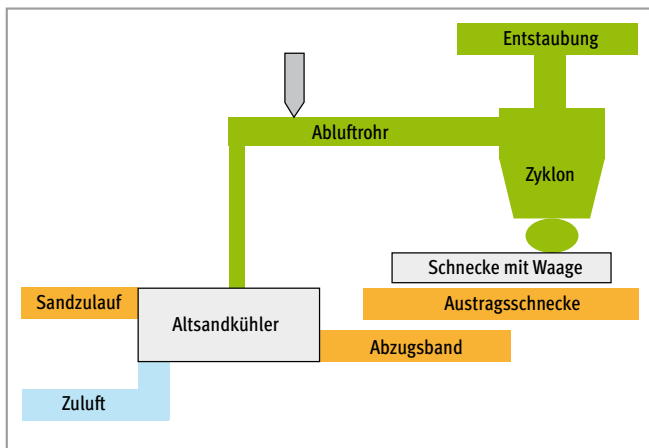 Entstaubung
Abluftrohr
Zyklon
Schnecke mit Waage
Sandzulauf
Austragsschnecke
Altsandkühler
Abzugsband
Zuluft